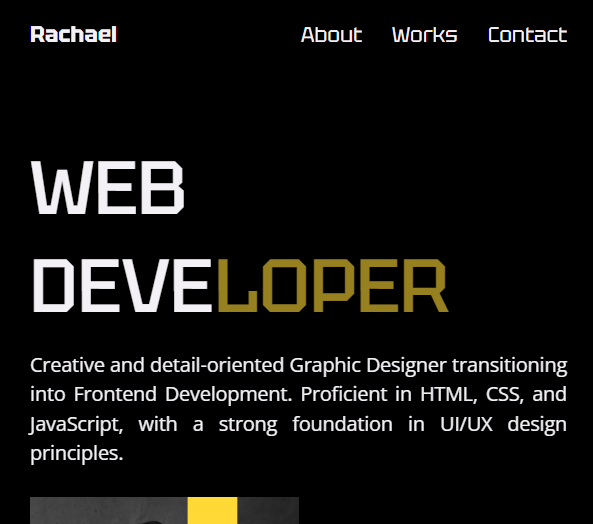 Rachael About Works Contact
WEB
DEVELOPER
Creative and detail-oriented Graphic Designer transitioning
into Frontend Development. Proficient in HTML, CSS, and
JavaScript, with a strong foundation in UI/UX design
principles.